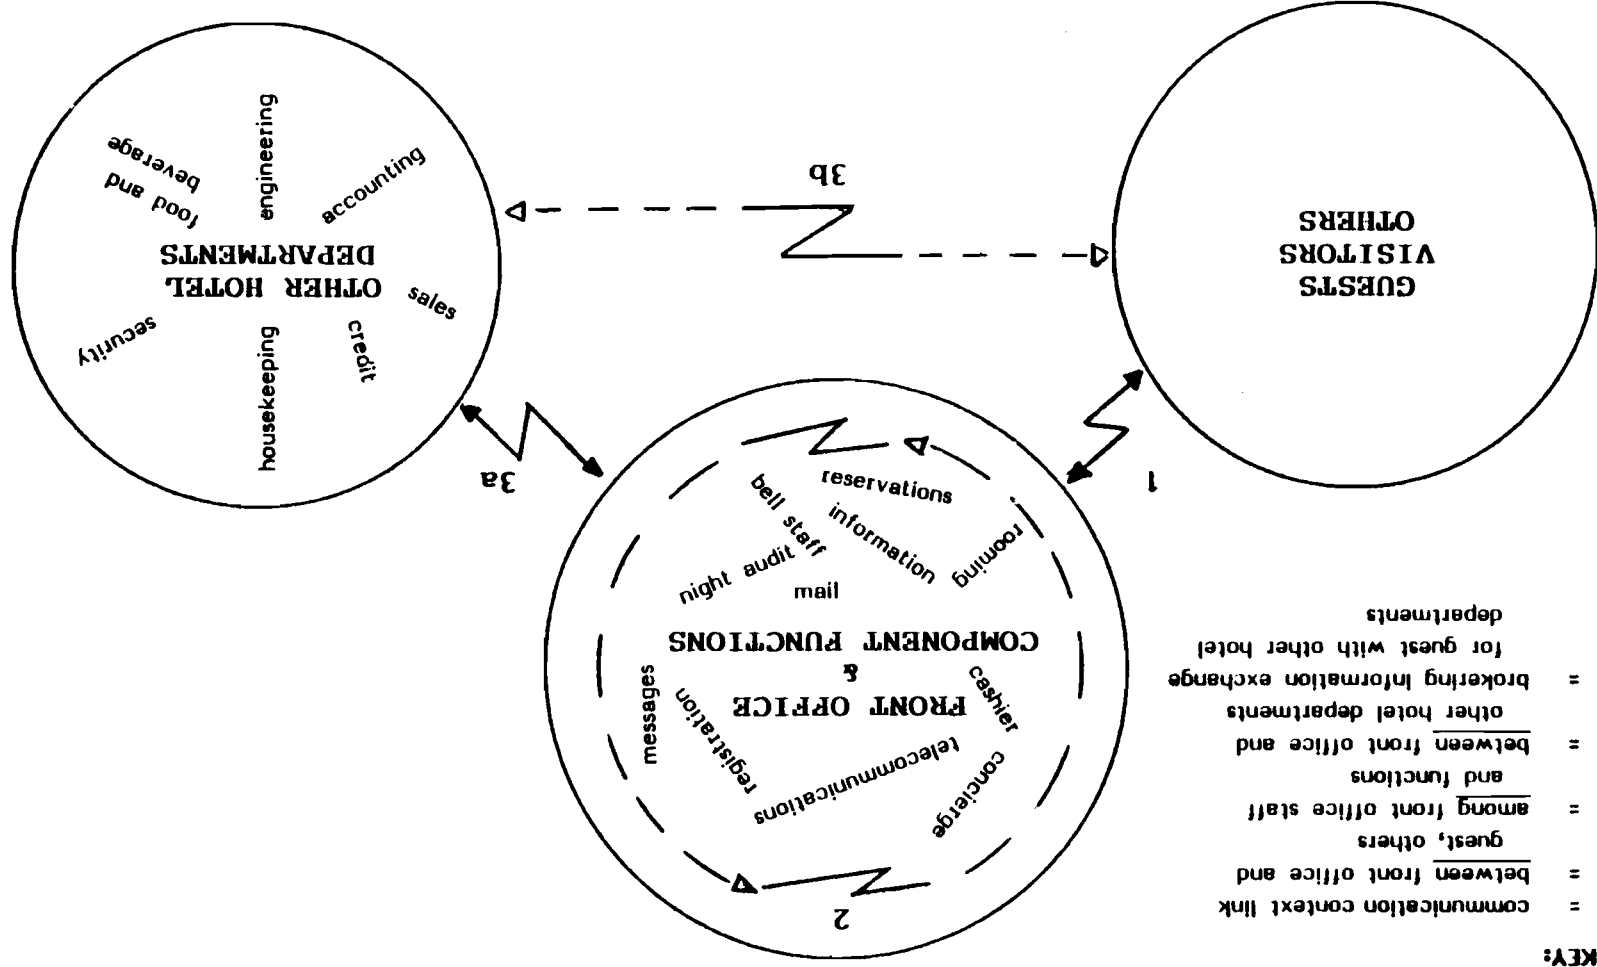 KEY:
= communication context link
= between front office and
guest, others
= among front office staff
and functions
= between front office and
other hotel departments
= brokering information exchange
for guest with other hotel
departments
2
concierge
telecommunications
cashier
registration
messages
FRONT OFFICE
&
COMPONENT FUNCTIONS
mail
night audit
bell staff
information
rooming
reservations
1
3a
GUESTS
VISITORS
OTHERS
3b
housekeeping
credit
security
sales
OTHER HOTEL
DEPARTMENTS
food and
beverage
engineering
accounting